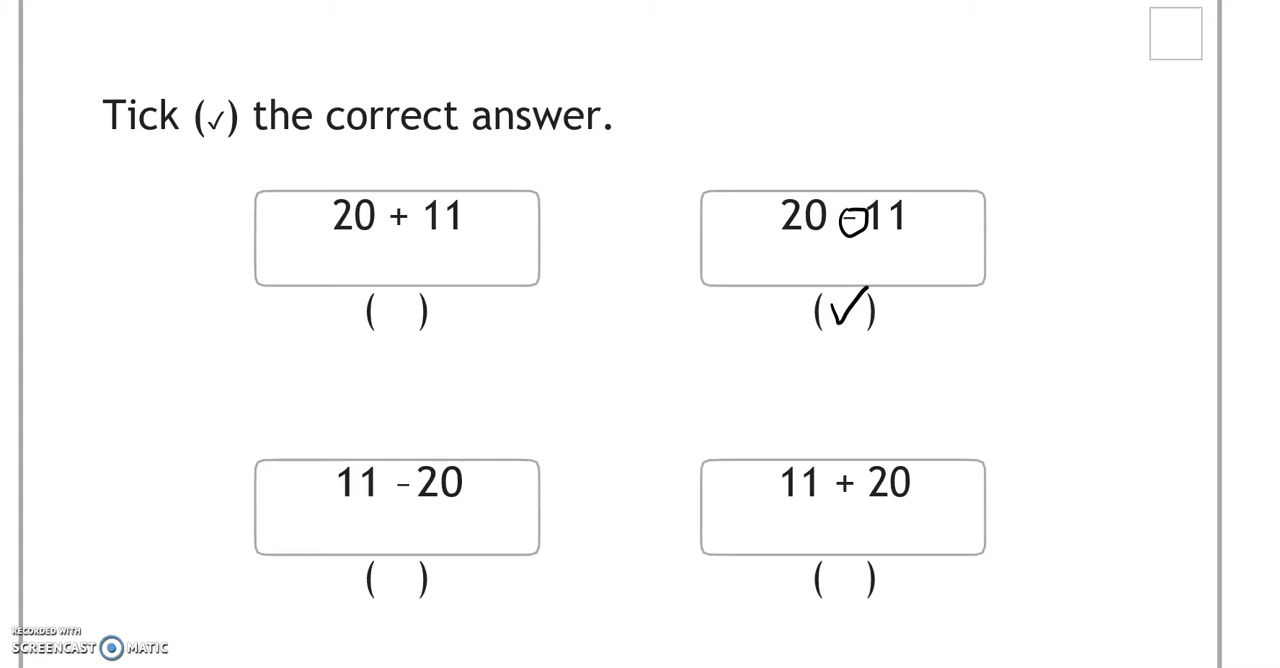 Tick (✓) the correct answer.
20 + 11
20 – 11
( )
(✓)
11 – 20
11 + 20
( )
( )
RECORDED WITH
SCREENCAST MATIC